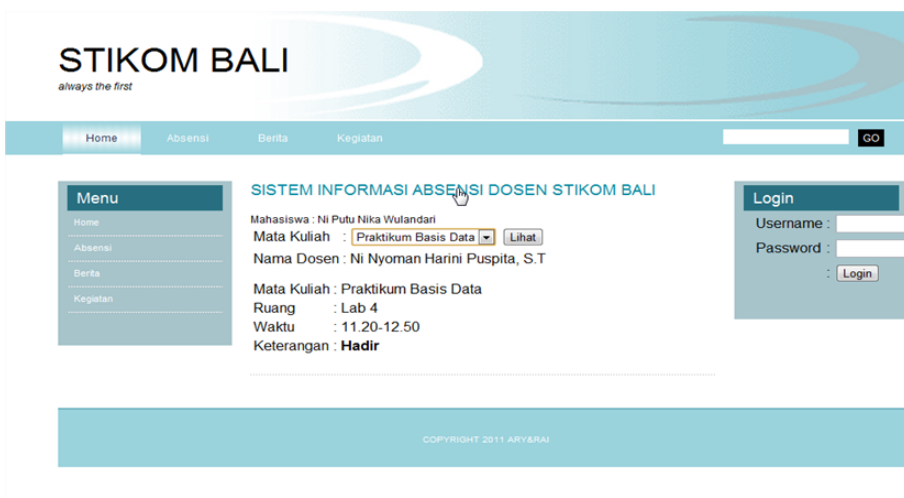 STIKOM BALI
always the first
Home Absensi Berita Kegiatan GO
Menu
Home
Absensi
Berita
Kegiatan
SISTEM INFORMASI ABSENSI DOSEN STIKOM BALI
Mahasiswa : Ni Putu Nika Wulandari
Mata Kuliah : Praktikum Basis Data Lihat
Nama Dosen : Ni Nyoman Harini Puspita, S.T
Mata Kuliah : Praktikum Basis Data
Ruang : Lab 4
Waktu : 11.20-12.50
Keterangan : Hadir
Login
Username :
Password :
: Login
COPYRIGHT 2011 ARY&RAI